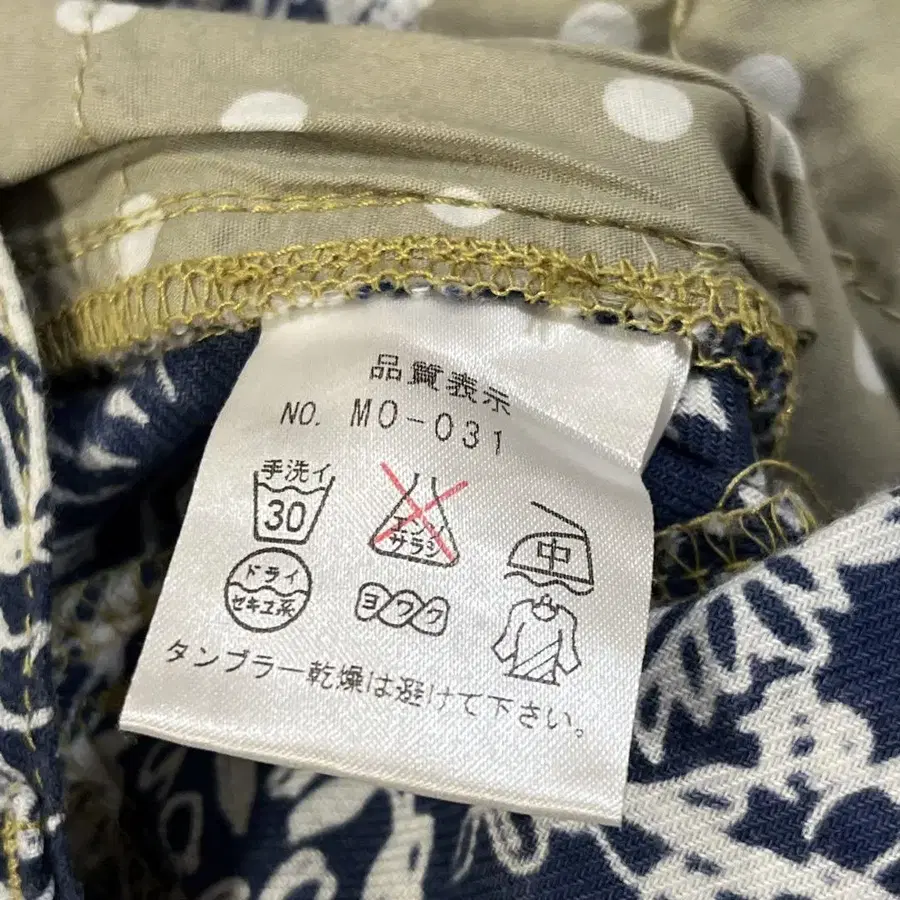 品質表示
NO. MO-031
手洗イ
30
エンソ
サラシ
中
ドライ
セキユ系
ヨワク
タンブラー乾燥は避けて下さい。